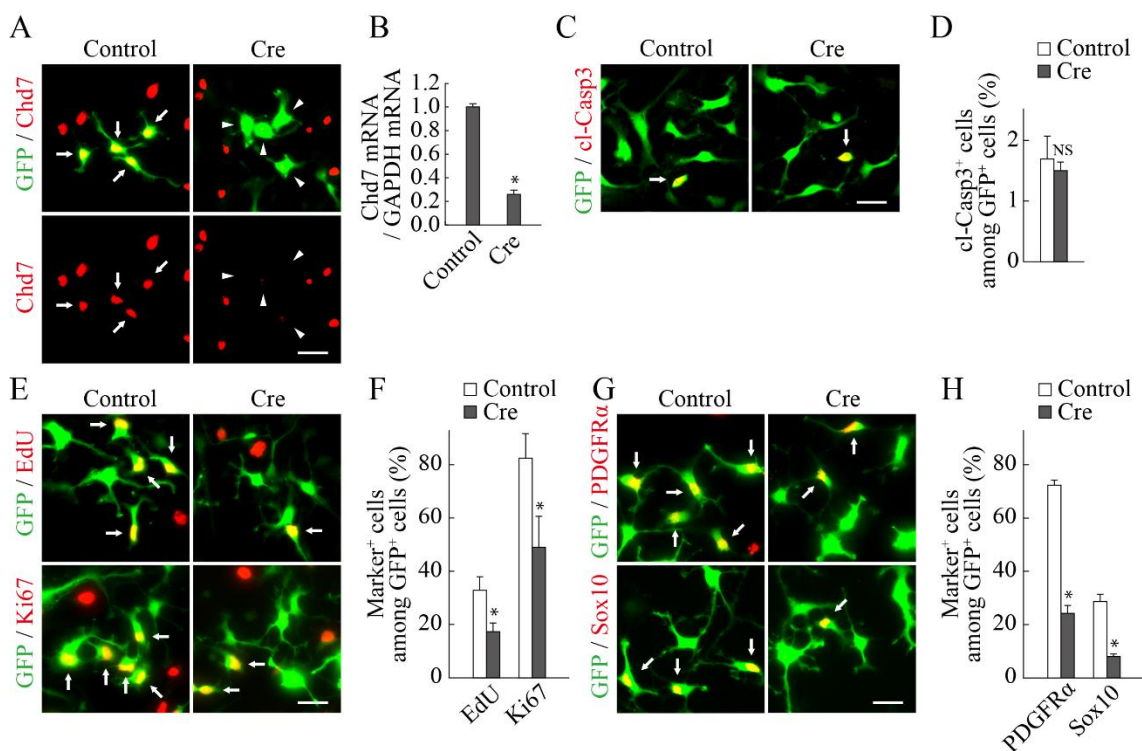 A
Control
Cre
GFP / Chd7
Chd7
B
Chd7 mRNA
/ GAPDH mRNA
1.2
1.0
0.8
0.6
0.4
0.2
0.0
*
Control
Cre
C
Control
Cre
GFP / cl-Casp3
D
Control
Cre
cl-Casp3+ cells
among GFP+ cells (%)
2
1
0
NS
E
Control
Cre
GFP / EdU
GFP / Ki67
F
Control
Cre
Marker+ cells
among GFP+ cells (%)
80
60
40
20
0
*
*
EdU
Ki67
G
Control
Cre
GFP / PDGFRα
GFP / Sox10
H
Control
Cre
Marker+ cells
among GFP+ cells (%)
80
60
40
20
0
*
*
PDGFRα
Sox10